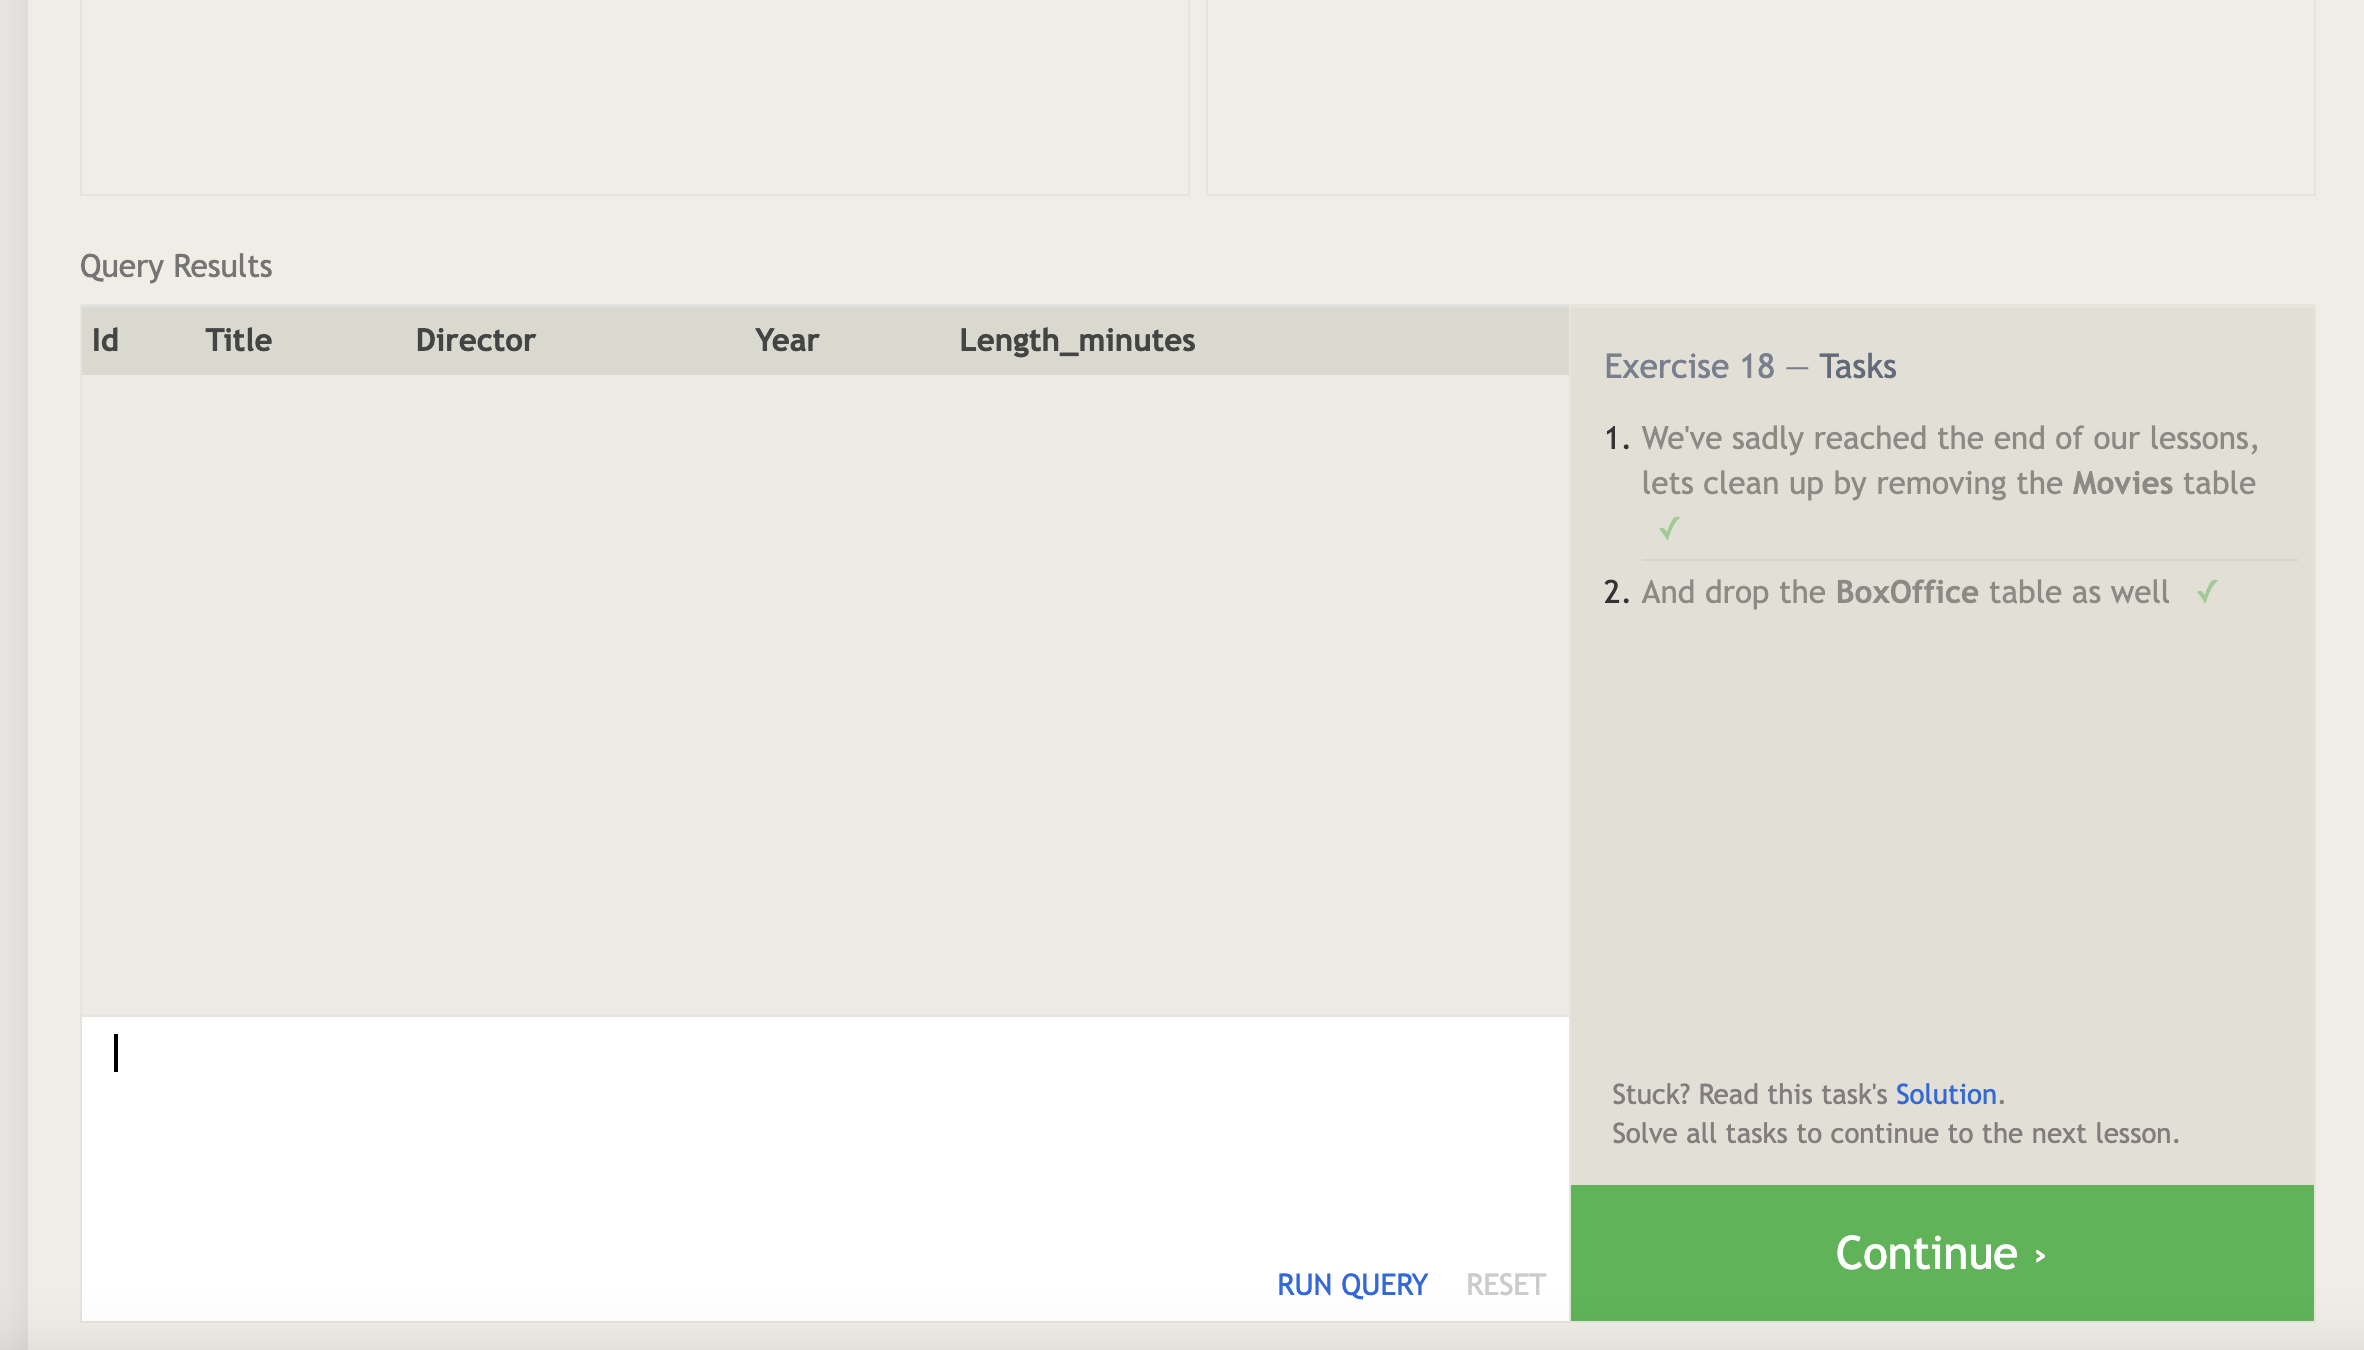 Query Results
Id Title Director Year Length_minutes
Exercise 18 — Tasks
1. We've sadly reached the end of our lessons,
lets clean up by removing the Movies table
✓
2. And drop the BoxOffice table as well ✓
Stuck? Read this task's Solution.
Solve all tasks to continue to the next lesson.
RUN QUERY RESET
Continue ›